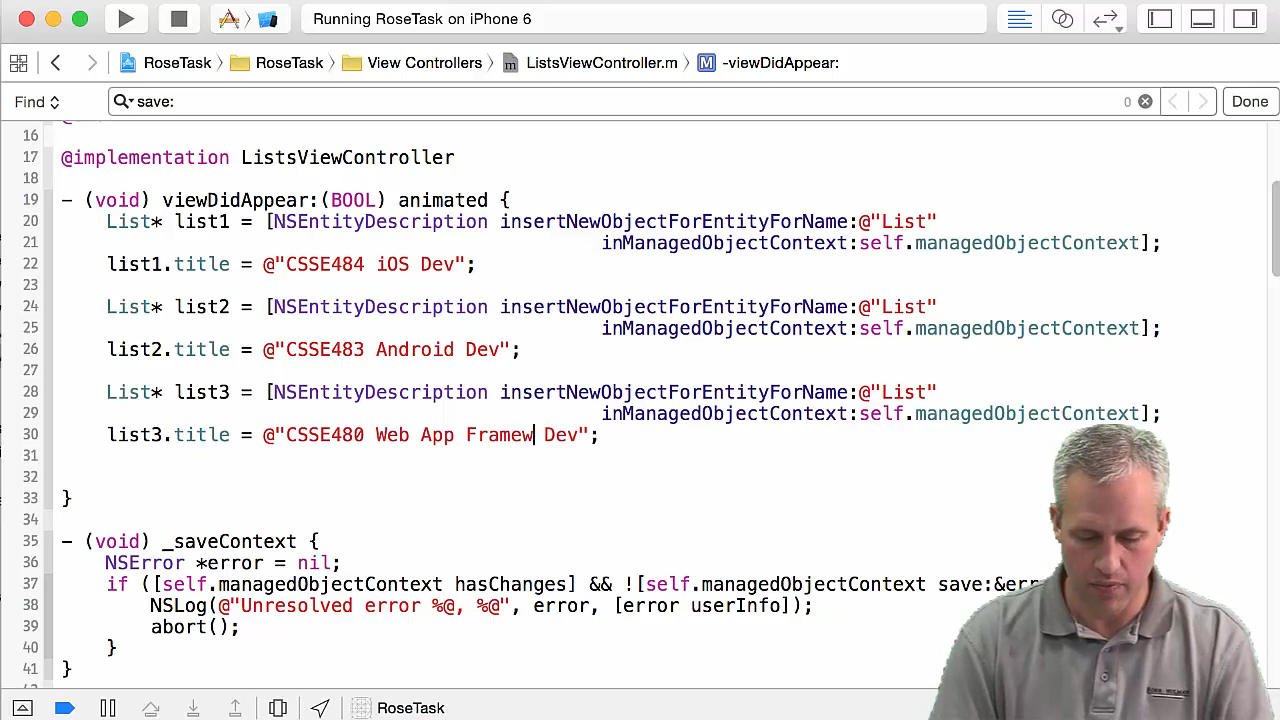 Running RoseTask on iPhone 6
RoseTask RoseTask View Controllers ListsViewController.m M -viewDidAppear:
Find save: 0 Done
16
17 @implementation ListsViewController
18
19 - (void) viewDidAppear:(BOOL) animated {
20 List* list1 = [NSEntityDescription insertNewObjectForEntityForName:@"List"
21 inManagedObjectContext:self.managedObjectContext];
22 list1.title = @"CSSE484 iOS Dev";
23
24 List* list2 = [NSEntityDescription insertNewObjectForEntityForName:@"List"
25 inManagedObjectContext:self.managedObjectContext];
26 list2.title = @"CSSE483 Android Dev";
27
28 List* list3 = [NSEntityDescription insertNewObjectForEntityForName:@"List"
29 inManagedObjectContext:self.managedObjectContext];
30 list3.title = @"CSSE480 Web App Framew Dev";
31
32
33 }
34
35 - (void) _saveContext {
36 NSError *error = nil;
37 if ([self.managedObjectContext hasChanges] && ![self.managedObjectContext save:&err
38 NSLog(@"Unresolved error %@, %@", error, [error userInfo]);
39 abort();
40 }
41 }
RoseTask